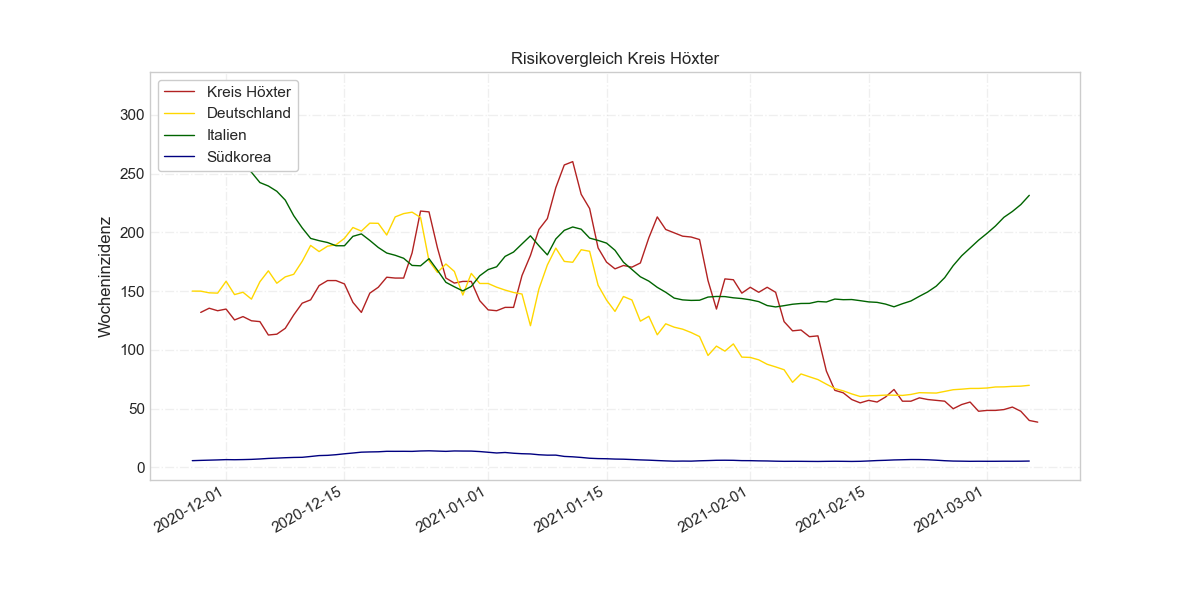 Risikovergleich Kreis Höxter
Kreis Höxter
Deutschland
Italien
Südkorea
Wocheninzidenz
300
250
200
150
100
50
0
2020-12-01
2020-12-15
2021-01-01
2021-01-15
2021-02-01
2021-02-15
2021-03-01